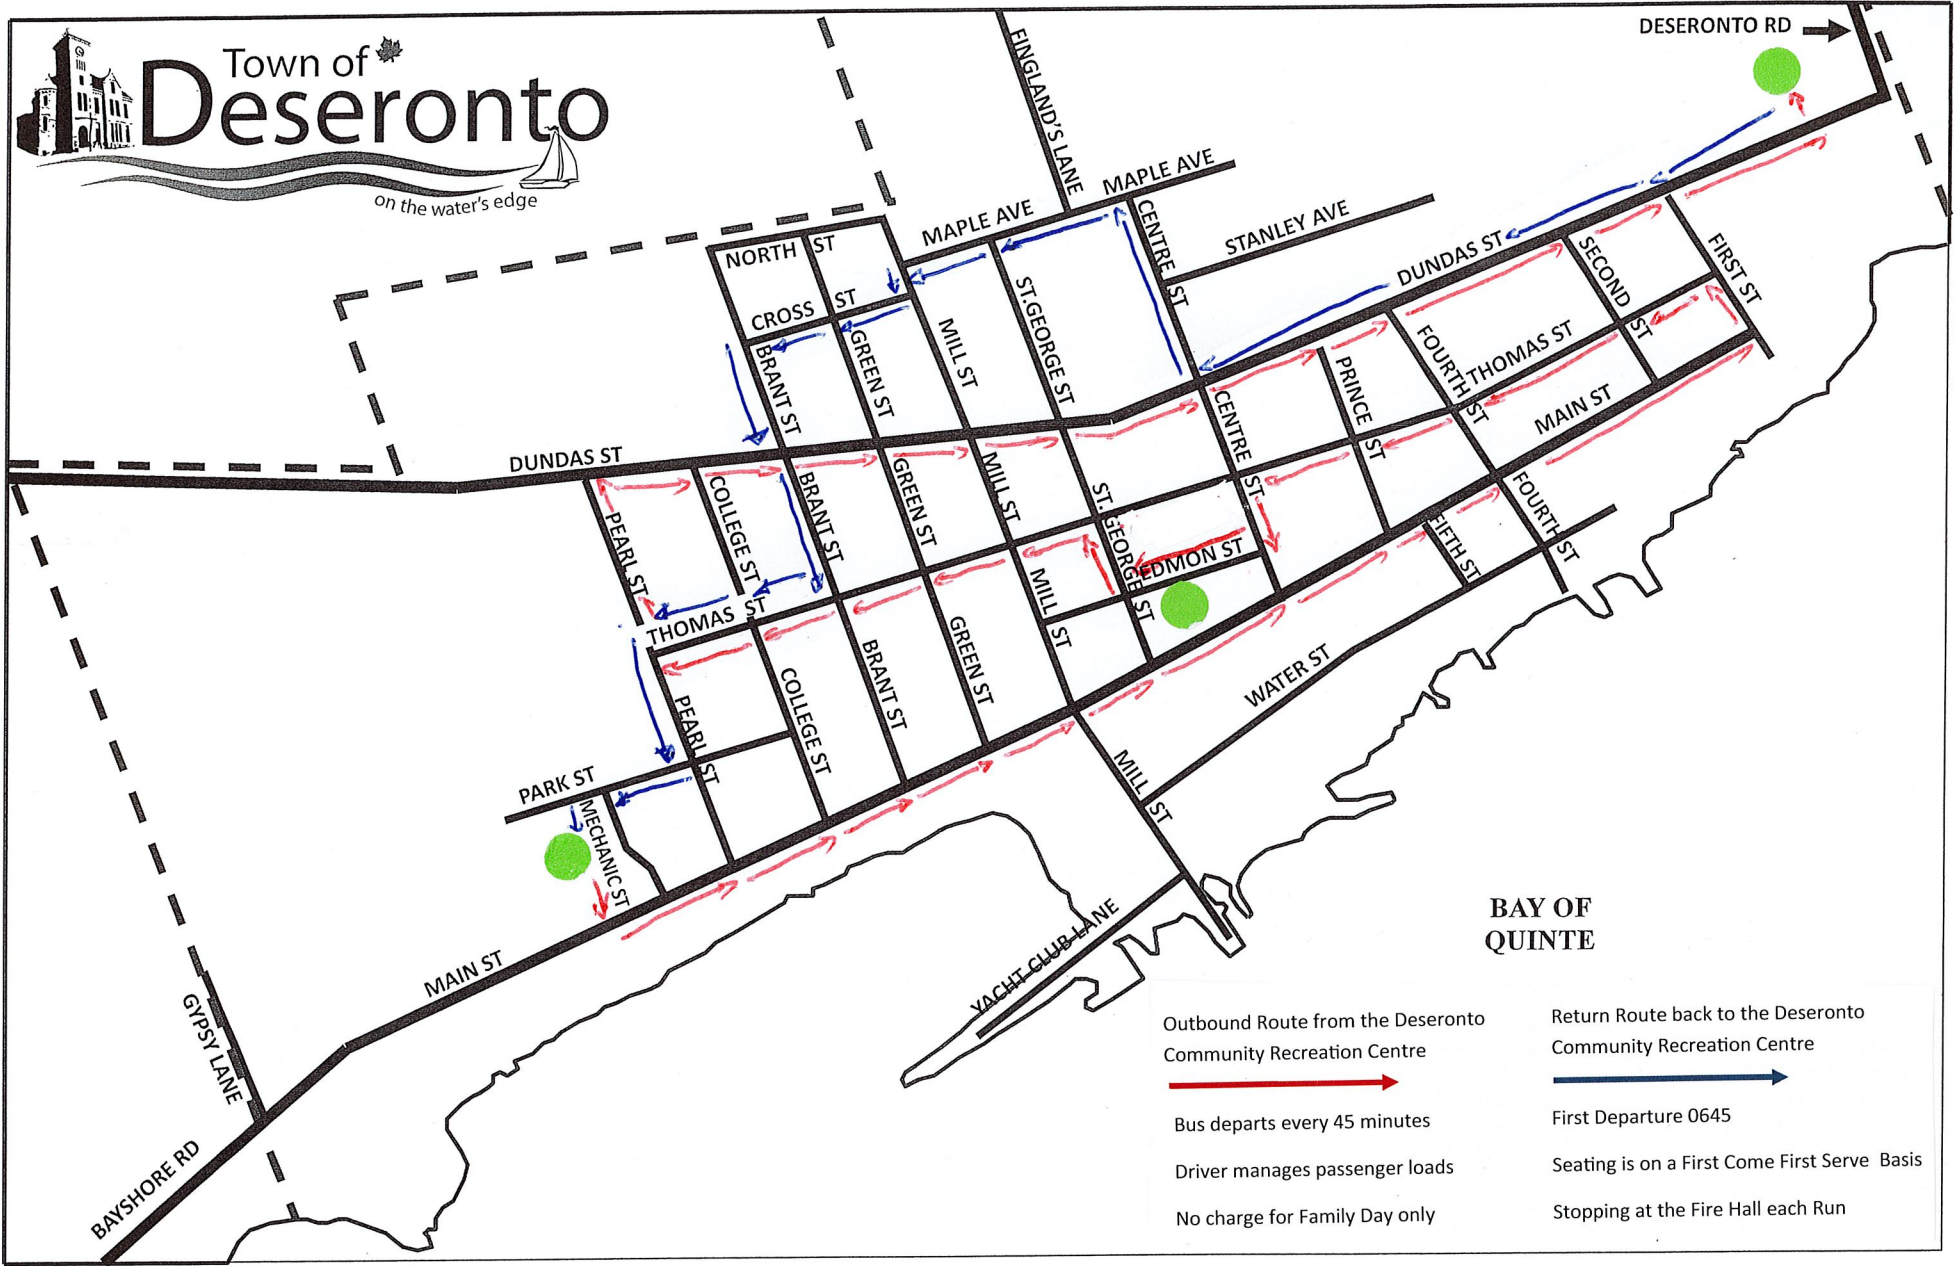 Town of
Deseronto
on the water's edge
DESERONTO RD
FINGLAND'S LANE
MAPLE AVE
MAPLE AVE
CENTRE ST
STANLEY AVE
NORTH ST
CROSS ST
BRANT ST
GREEN ST
MILL ST
ST.GEORGE ST
DUNDAS ST
SECOND ST
FIRST ST
FOURTH ST
THOMAS ST
MAIN ST
PRINCE ST
CENTRE ST
DUNDAS ST
PEARL ST
COLLEGE ST
BRANT ST
GREEN ST
MILL ST
ST. GEORGE ST
EDMON ST
FIFTH ST
FOURTH ST
THOMAS ST
MILL ST
PEARL ST
COLLEGE ST
BRANT ST
GREEN ST
WATER ST
PARK ST
MECHANIC ST
MILL ST
MAIN ST
YACHT CLUB LANE
GYPSY LANE
BAYSHORE RD
BAY OF
QUINTE
Outbound Route from the Deseronto
Community Recreation Centre
Bus departs every 45 minutes
Driver manages passenger loads
No charge for Family Day only
Return Route back to the Deseronto
Community Recreation Centre
First Departure 0645
Seating is on a First Come First Serve Basis
Stopping at the Fire Hall each Run